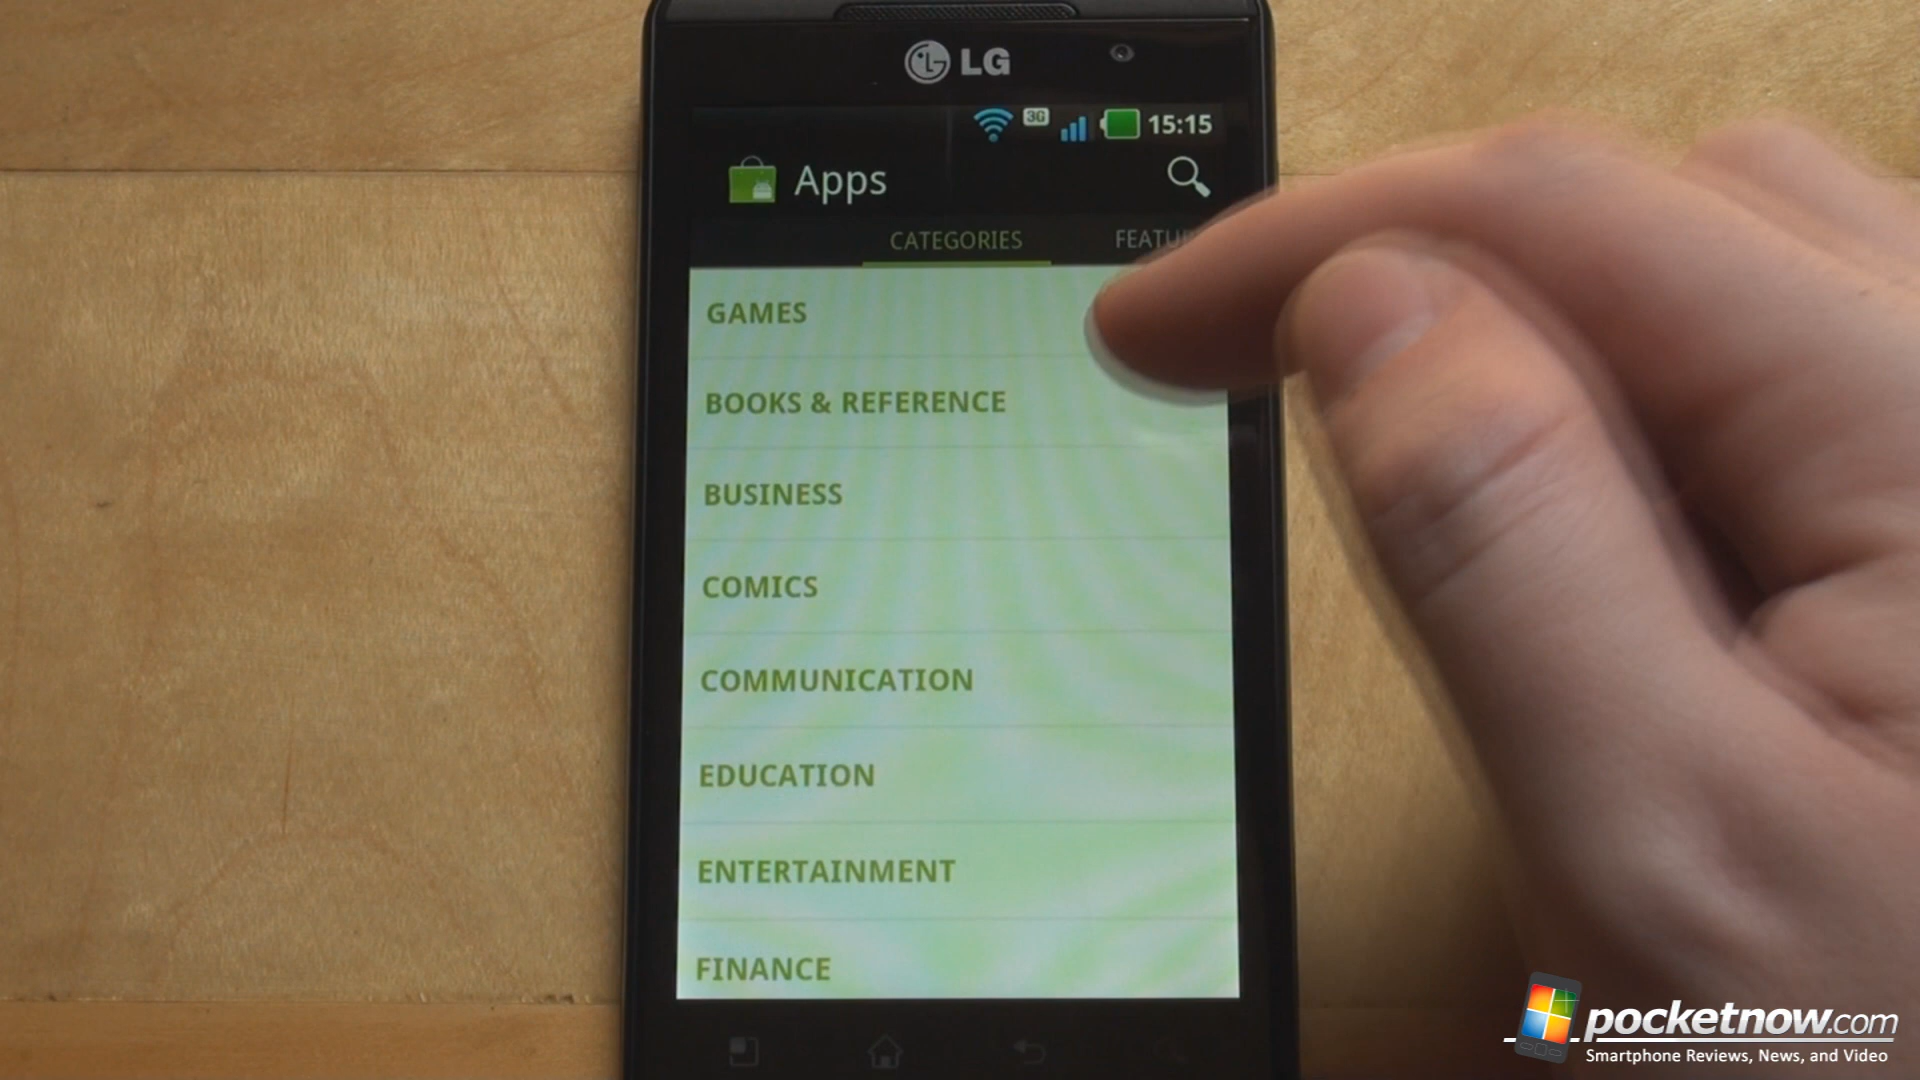 LG
3G 15:15
Apps
CATEGORIES FEATU
GAMES
BOOKS & REFERENCE
BUSINESS
COMICS
COMMUNICATION
EDUCATION
ENTERTAINMENT
FINANCE
pocketnow.com
Smartphone Reviews, News, and Video